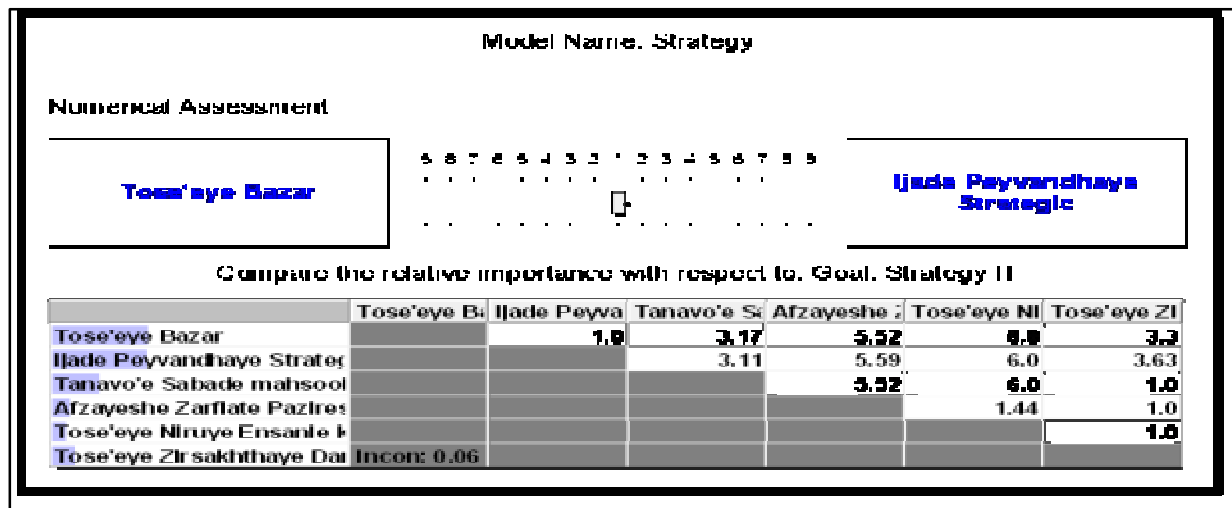 Model Name: Strategy
Numerical Assessment
Tose'eye Bazar
9 8 7 6 5 4 3 2 1 2 3 4 5 6 7 8 9
Ijade Peyvandhaye
Strategic
Compare the relative importance with respect to: Goal: Strategy
Tose'eye Ba Ijade Peyva Tanavo'e Sa Afzayeshe Tose'eye NI Tose'eye ZI
Tose'eye Bazar 1.0 3.17 5.52 6.0 3.3
Ijade Peyvandhaye Strateg 3.11 5.59 6.0 3.63
Tanavo'e Sabade mahsool 5.52 6.0 1.0
Afzayeshe Zarfiate Pazires 1.44 1.0
Tose'eye Niruye Ensanie 1.0
Tose'eye Zirsakhthaye Dar Incon: 0.06